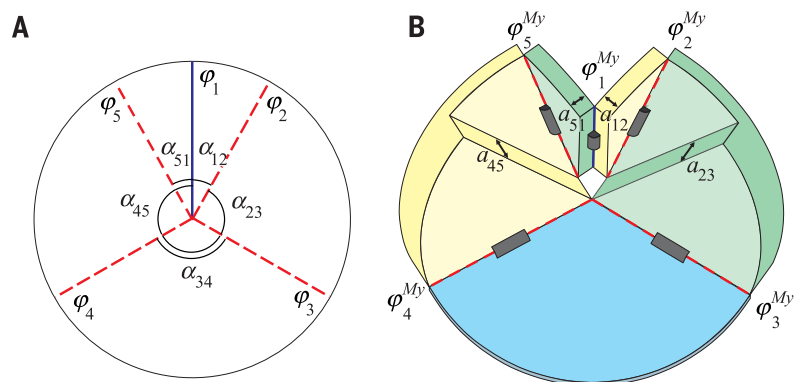 A
φ₁
φ₅
φ₂
α₅₁
α₁₂
α₄₅
α₂₃
α₃₄
φ₄
φ₃
B
φ₅ᴹʸ
φ₂ᴹʸ
φ₁ᴹʸ
a₅₁
a₁₂
a₄₅
a₂₃
φ₄ᴹʸ
φ₃ᴹʸ